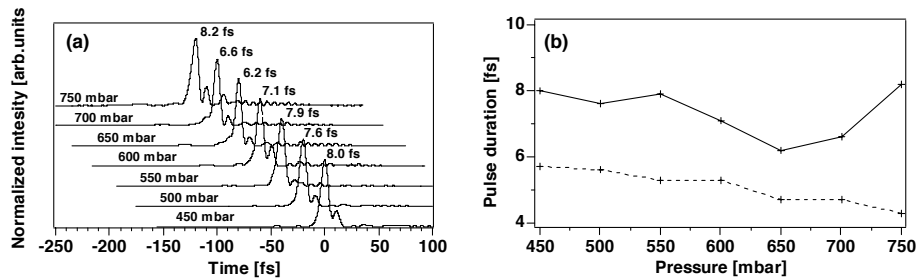 (a)
Normalized intesity [arb.units]
8.2 fs
6.6 fs
6.2 fs
7.1 fs
7.9 fs
7.6 fs
8.0 fs
750 mbar
700 mbar
650 mbar
600 mbar
550 mbar
500 mbar
450 mbar
-250 -200 -150 -100 -50 0 50 100
Time [fs]
(b)
Pulse duration [fs]
10
8
6
4
450 500 550 600 650 700 750
Pressure [mbar]